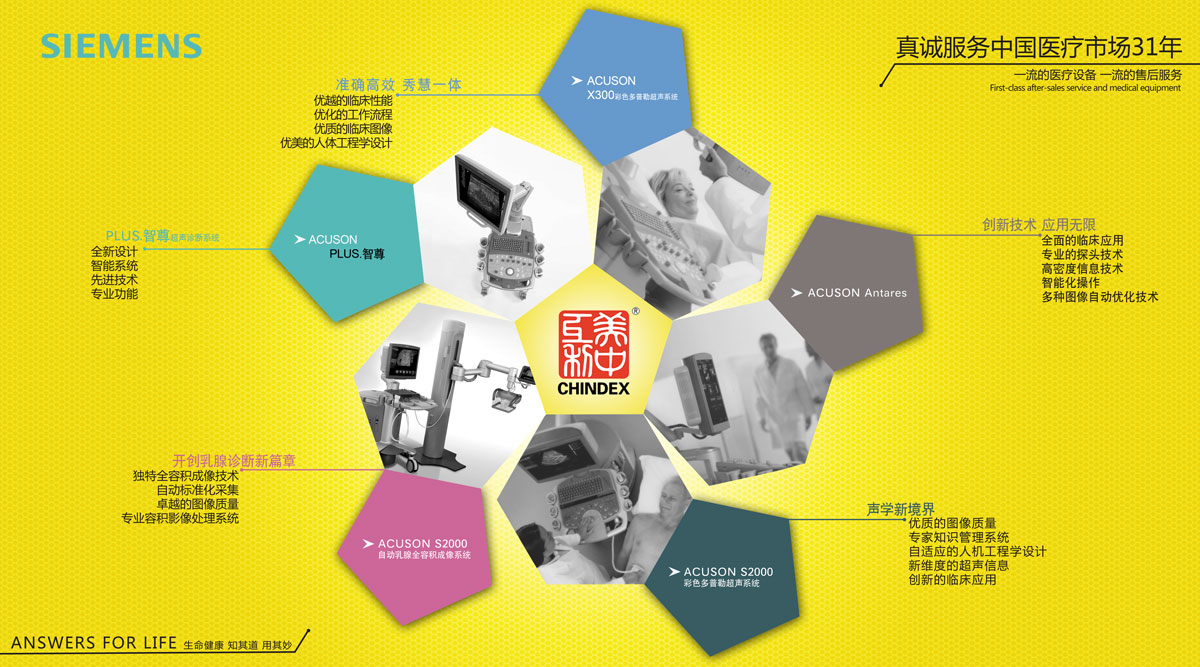 SIEMENS
真诚服务中国医疗市场31年
一流的医疗设备 一流的售后服务
First-class after-sales service and medical equipment
准确高效 秀慧一体
优越的临床性能
优化的工作流程
优质的临床图像
优美的人体工程学设计
ACUSON
X300彩色多普勒超声系统
PLUS.智尊超声诊断系统
全新设计
智能系统
先进技术
专业功能
ACUSON
PLUS.智尊
创新技术 应用无限
全面的临床应用
专业的探头技术
高密度信息技术
智能化操作
多种图像自动优化技术
ACUSON Antares
美中互利
®
CHINDEX
开创乳腺诊断新篇章
独特全容积成像技术
自动标准化采集
卓越的图像质量
专业容积影像处理系统
ACUSON S2000
自动乳腺全容积成像系统
声学新境界
优质的图像质量
专家知识管理系统
自适应的人机工程学设计
新维度的超声信息
创新的临床应用
ACUSON S2000
彩色多普勒超声系统
ANSWERS FOR LIFE 生命健康 知其道 用其妙